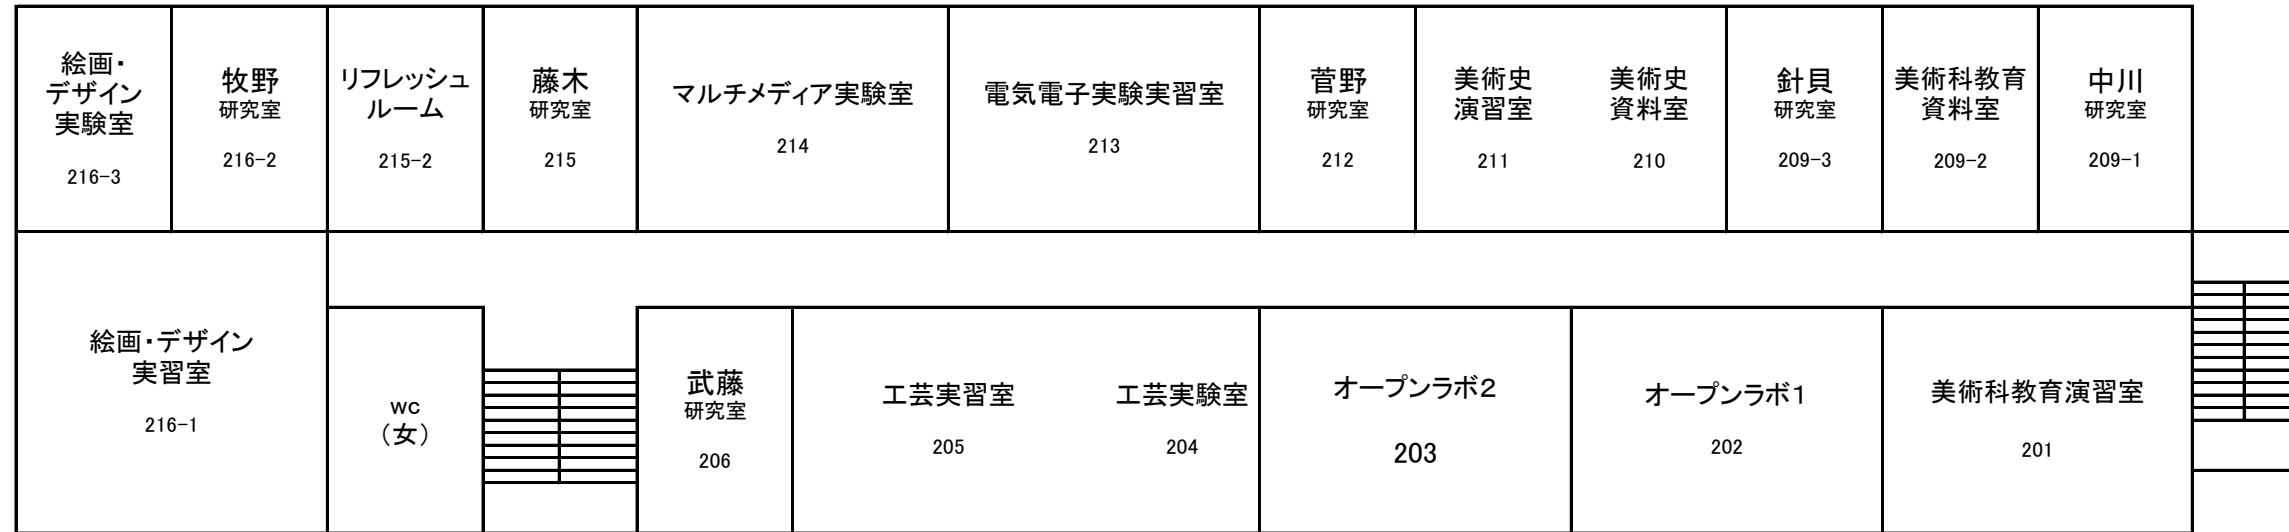 絵画・
デザイン
実験室
216-3
牧野
研究室
216-2
リフレッシュ
ルーム
215-2
藤木
研究室
215
マルチメディア実験室
214
電気電子実験実習室
213
菅野
研究室
212
美術史
演習室
211
美術史
資料室
210
針貝
研究室
209-3
美術科教育
資料室
209-2
中川
研究室
209-1
絵画・デザイン
実習室
216-1
WC
（女）
武藤
研究室
206
工芸実習室
205
工芸実験室
204
オープンラボ2
203
オープンラボ1
202
美術科教育演習室
201